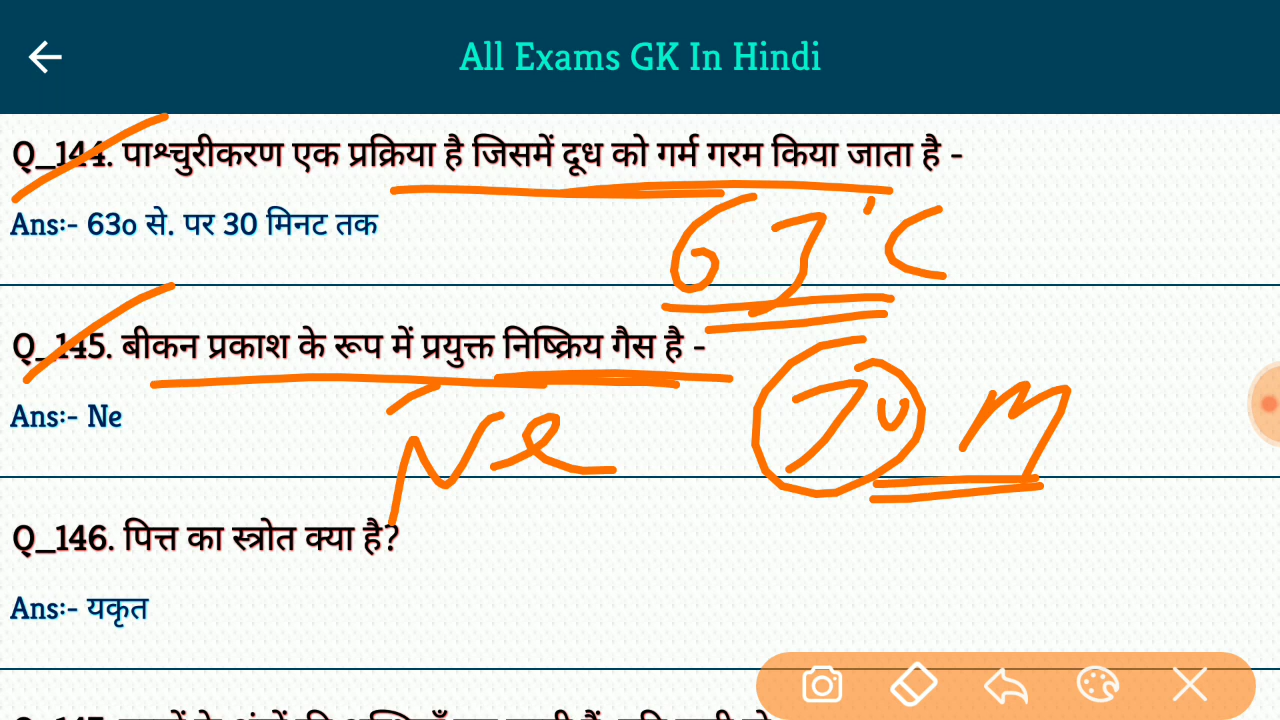 All Exams GK In Hindi
Q_144. पाश्चुरीकरण एक प्रक्रिया है जिसमें दूध को गर्म गरम किया जाता है -
Ans:- 63o से. पर 30 मिनट तक
63°C
Q_145. बीकन प्रकाश के रूप में प्रयुक्त निष्क्रिय गैस है -
Ans:- Ne
Ne
30 M
Q_146. पित्त का स्त्रोत क्या है?
Ans:- यकृत